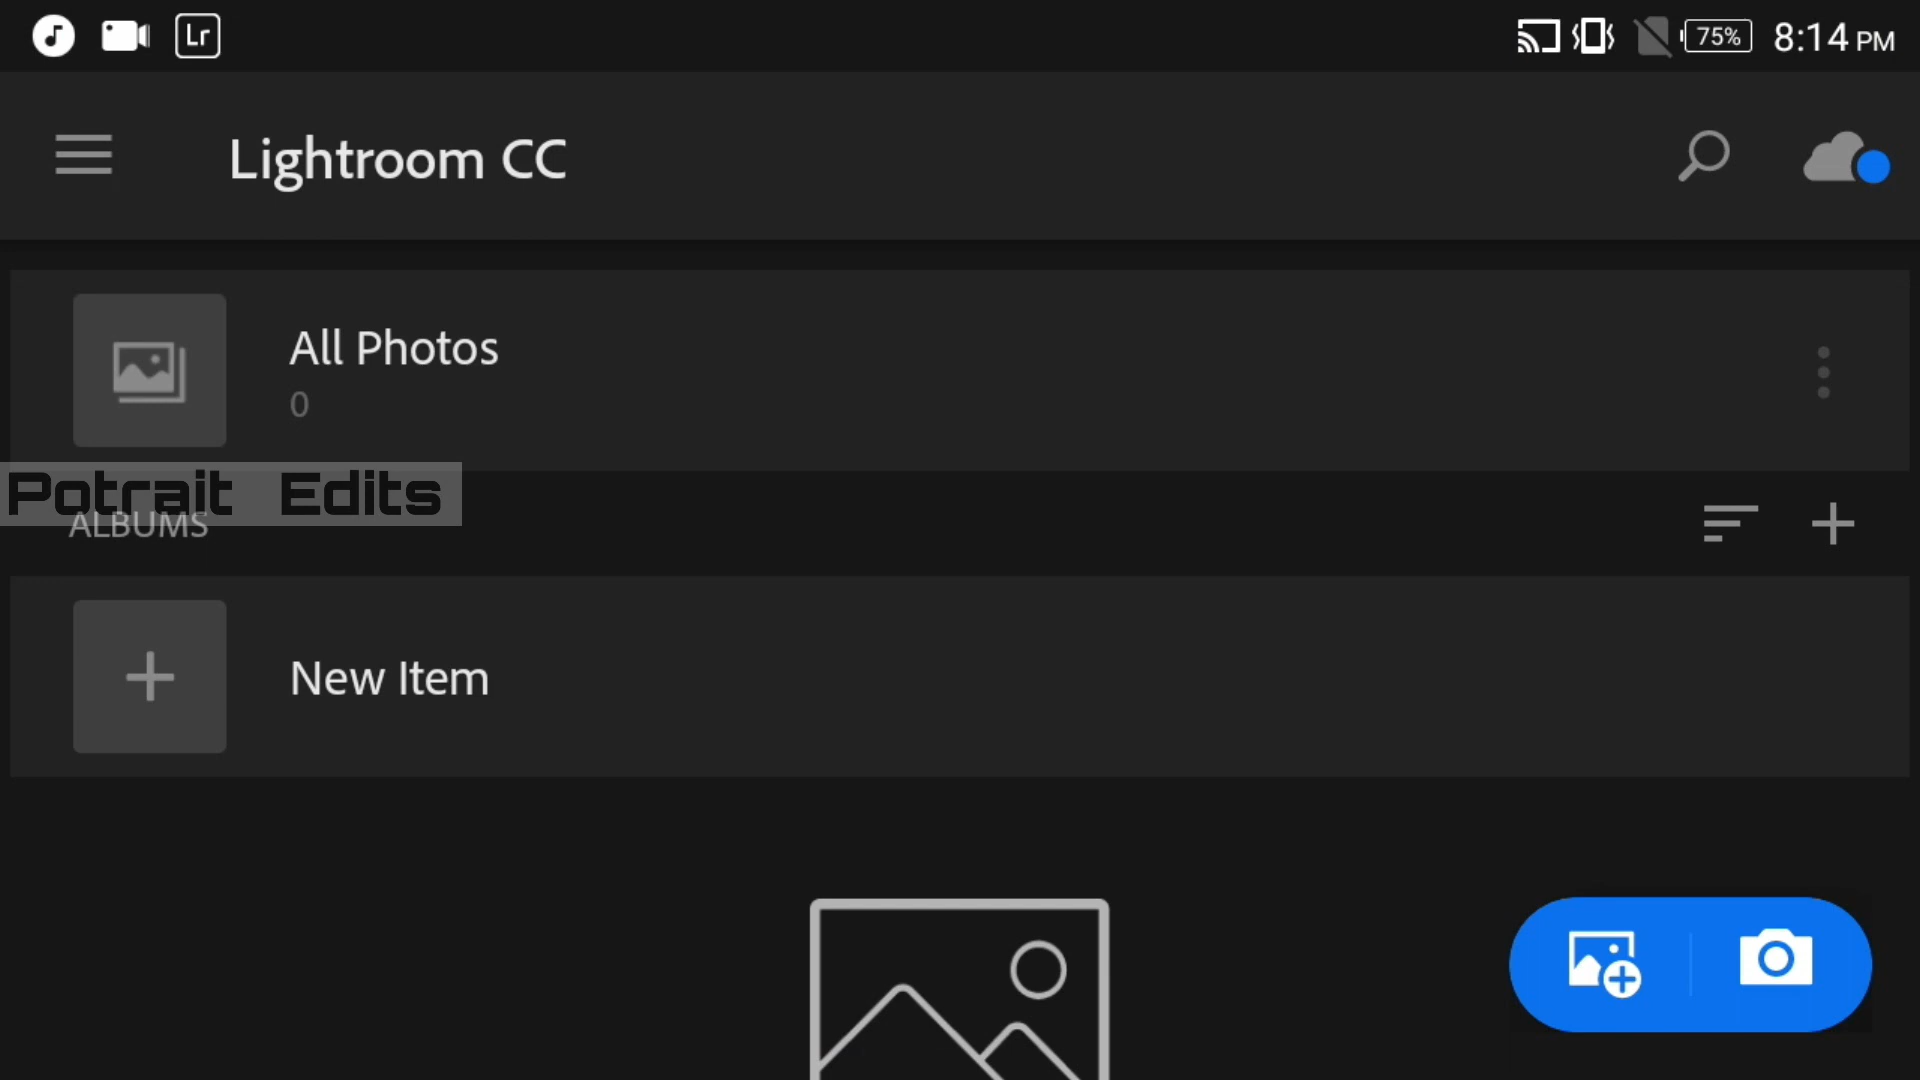 Lr
75%
8:14 PM
Lightroom CC
All Photos
0
Potrait Edits
ALBUMS
New Item